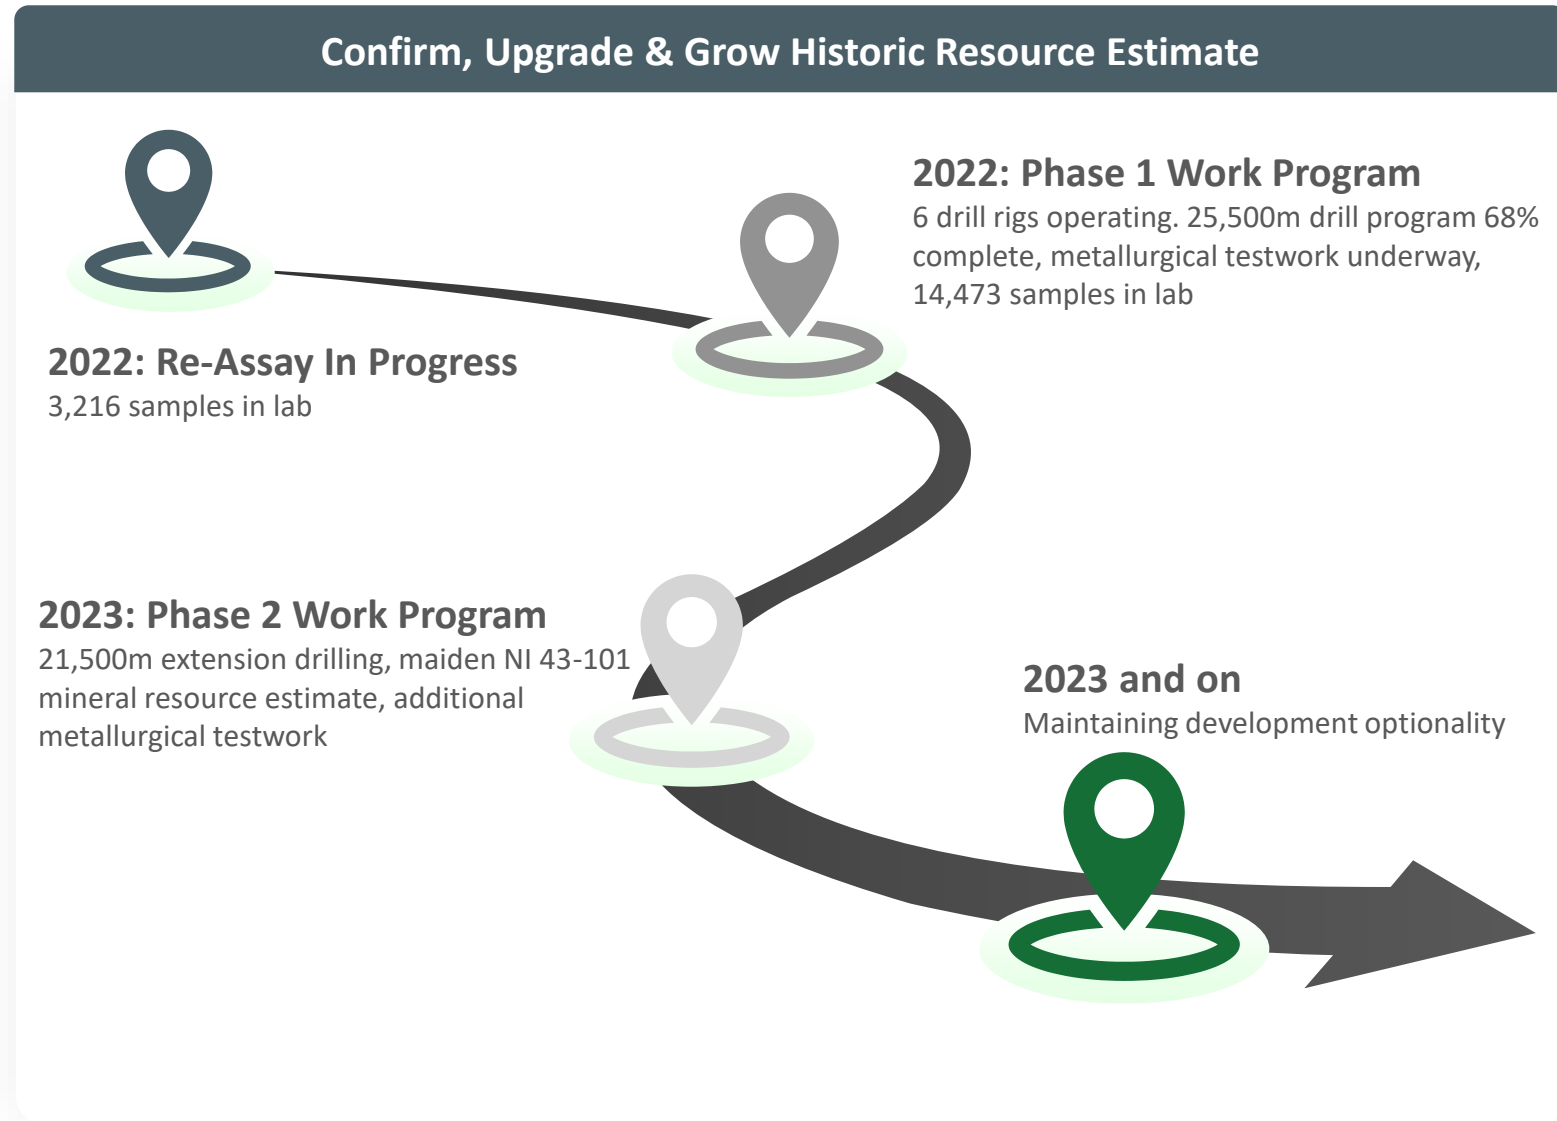 Confirm, Upgrade & Grow Historic Resource Estimate
2022: Re-Assay In Progress
3,216 samples in lab
2022: Phase 1 Work Program
6 drill rigs operating. 25,500m drill program 68%
complete, metallurgical testwork underway,
14,473 samples in lab
2023: Phase 2 Work Program
21,500m extension drilling, maiden NI 43-101
mineral resource estimate, additional
metallurgical testwork
2023 and on
Maintaining development optionality